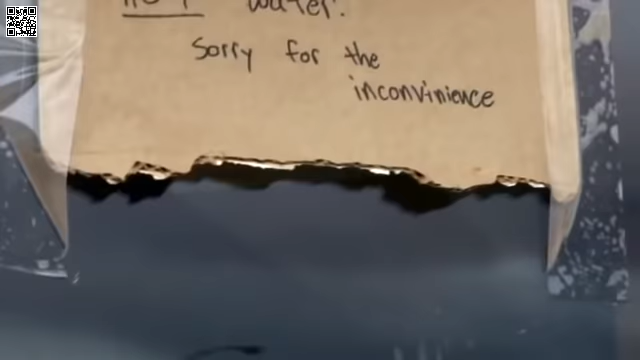 water.
Sorry for the
inconvinience